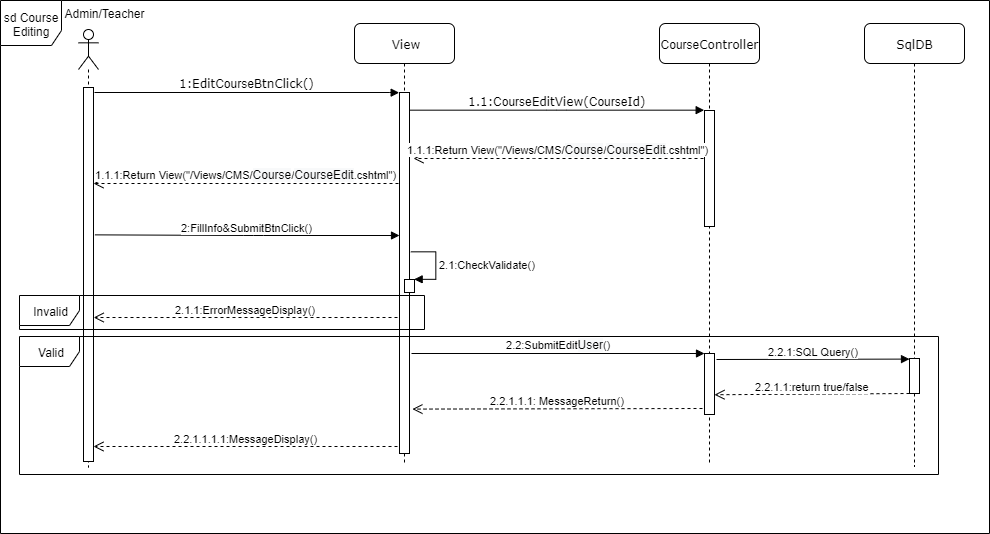 sd Course
Editing
Admin/Teacher
View
CourseController
SqlDB
1:EditCourseBtnClick()
1.1:CourseEditView(CourseId)
1.1.1:Return View("/Views/CMS/Course/CourseEdit.cshtml")
1.1.1:Return View("/Views/CMS/Course/CourseEdit.cshtml")
2:FillInfo&SubmitBtnClick()
2.1:CheckValidate()
Invalid
2.1.1:ErrorMessageDisplay()
Valid
2.2:SubmitEditUser()
2.2.1:SQL Query()
2.2.1.1:return true/false
2.2.1.1.1: MessageReturn()
2.2.1.1.1.1:MessageDisplay()